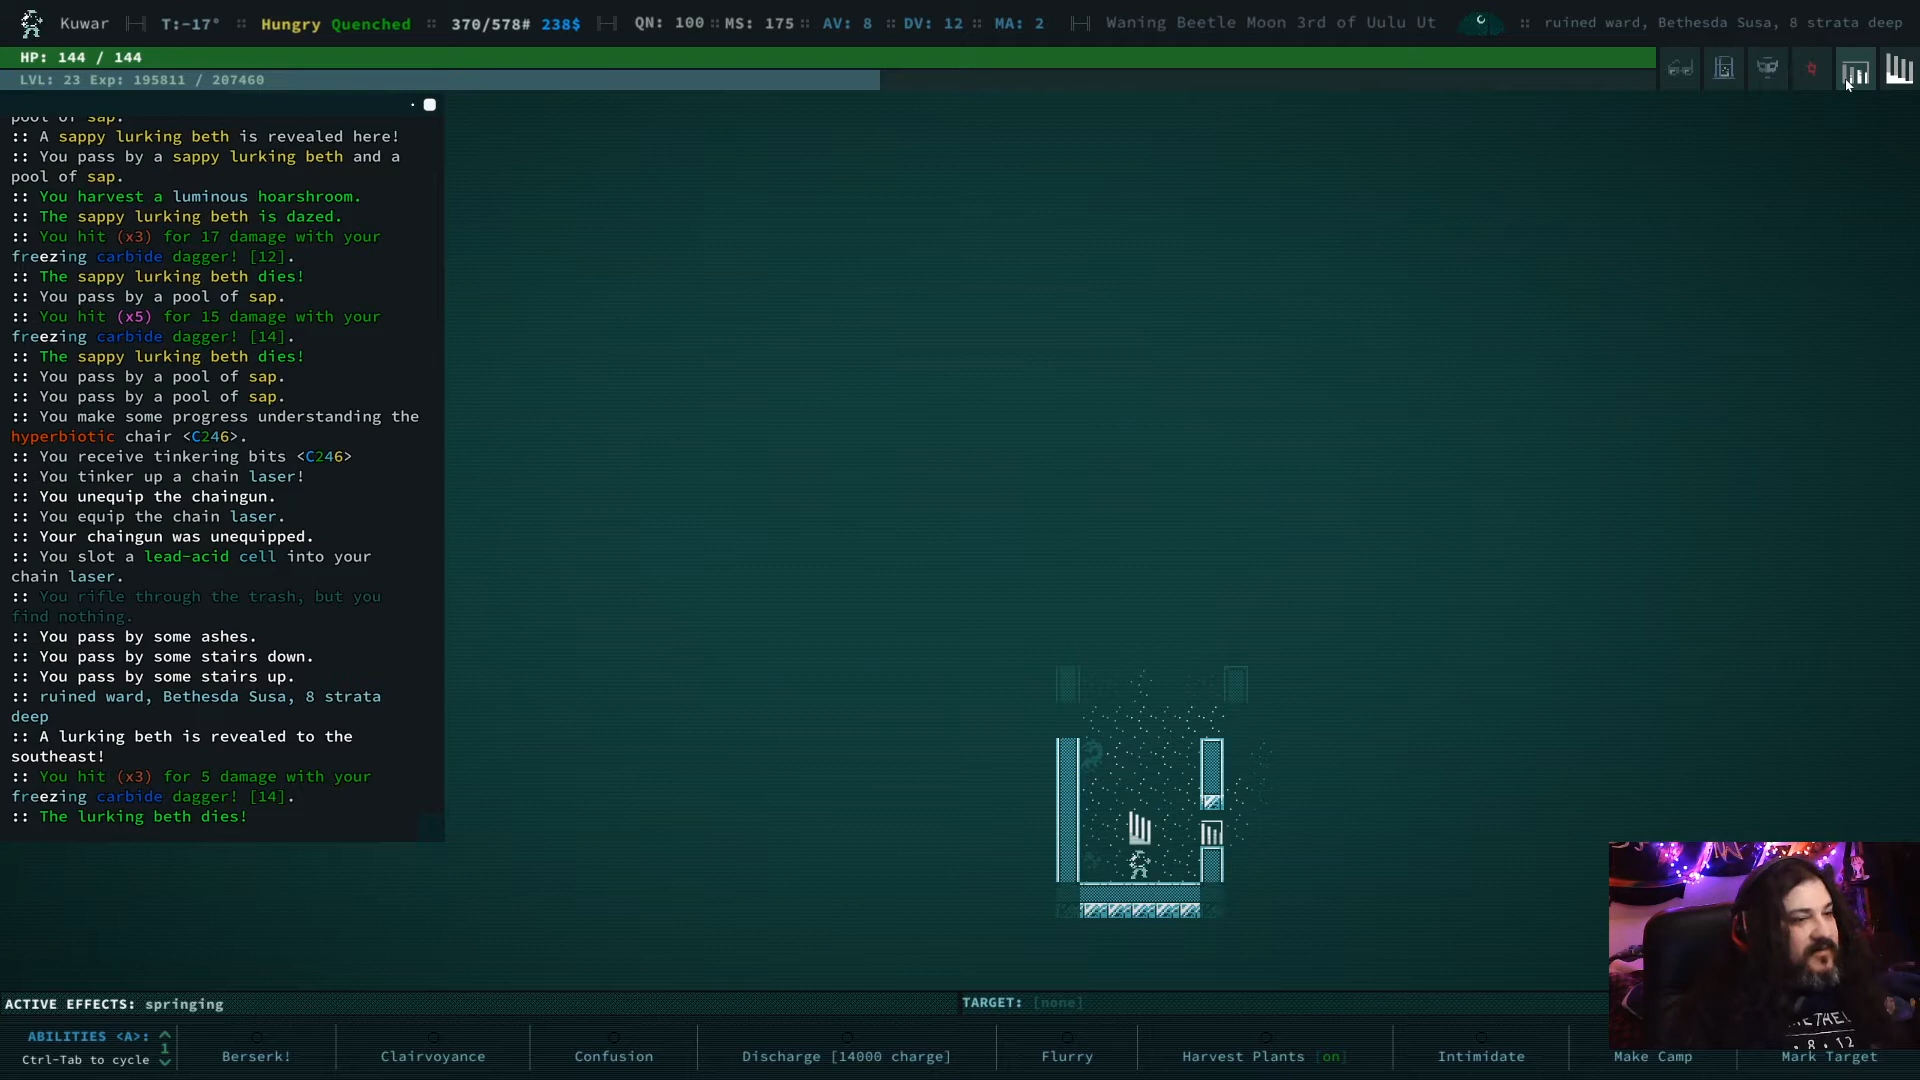 Kuwar T:-17° :: Hungry Quenched :: 370/578# 238$ QN: 100 :: MS: 175 :: AV: 8 :: DV: 12 :: MA: 2 Waning Beetle Moon 3rd of Uulu Ut :: ruined ward, Bethesda Susa, 8 strata deep
HP: 144 / 144
LVL: 23 Exp: 195811 / 207460
pool of sap.
:: A sappy lurking beth is revealed here!
:: You pass by a sappy lurking beth and a
pool of sap.
:: You harvest a luminous hoarshroom.
:: The sappy lurking beth is dazed.
:: You hit (x3) for 17 damage with your
freezing carbide dagger! [12].
:: The sappy lurking beth dies!
:: You pass by a pool of sap.
:: You hit (x5) for 15 damage with your
freezing carbide dagger! [14].
:: The sappy lurking beth dies!
:: You pass by a pool of sap.
:: You pass by a pool of sap.
:: You make some progress understanding the
hyperbiotic chair <C246>.
:: You receive tinkering bits <C246>
:: You tinker up a chain laser!
:: You unequip the chaingun.
:: You equip the chain laser.
:: Your chaingun was unequipped.
:: You slot a lead-acid cell into your
chain laser.
:: You rifle through the trash, but you
find nothing.
:: You pass by some ashes.
:: You pass by some stairs down.
:: You pass by some stairs up.
:: ruined ward, Bethesda Susa, 8 strata
deep
:: A lurking beth is revealed to the
southeast!
:: You hit (x3) for 5 damage with your
freezing carbide dagger! [14].
:: The lurking beth dies!
ACTIVE EFFECTS: springing
TARGET: [none]
ABILITIES <A>:
Ctrl-Tab to cycle
1
Berserk!
Clairvoyance
Confusion
Discharge [14000 charge]
Flurry
Harvest Plants [on]
Intimidate
Make Camp
Mark Target